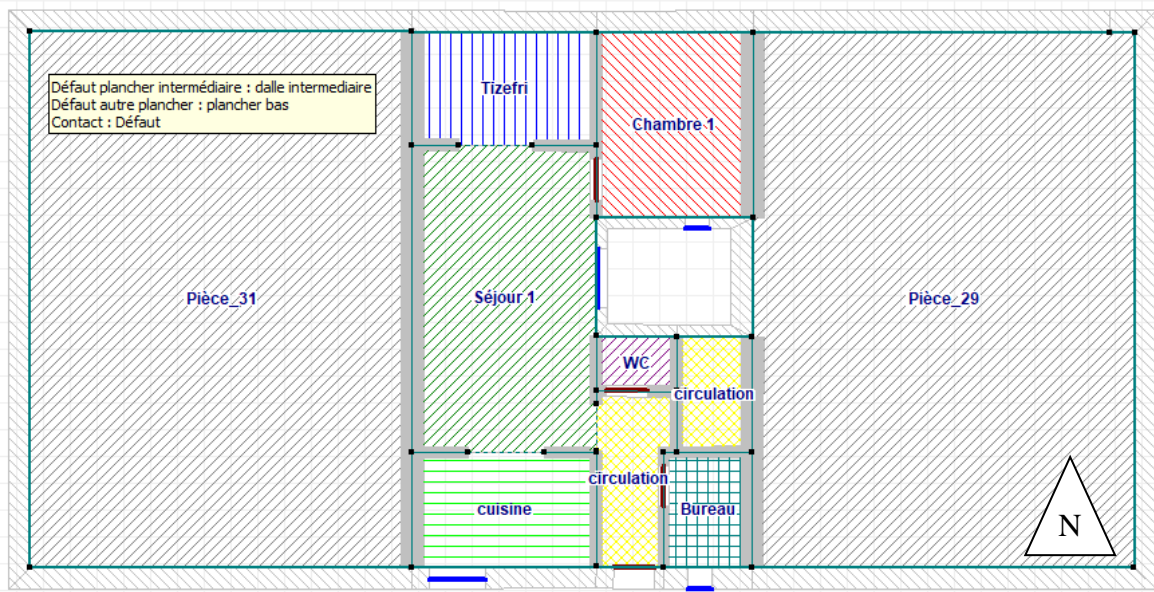 Défaut plancher intermédiaire : dalle intermediaire
Défaut autre plancher : plancher bas
Contact : Défaut
Tizefri
Chambre 1
Pièce_31
Séjour 1
Pièce_29
WC
circulation
circulation
cuisine
Bureau
N